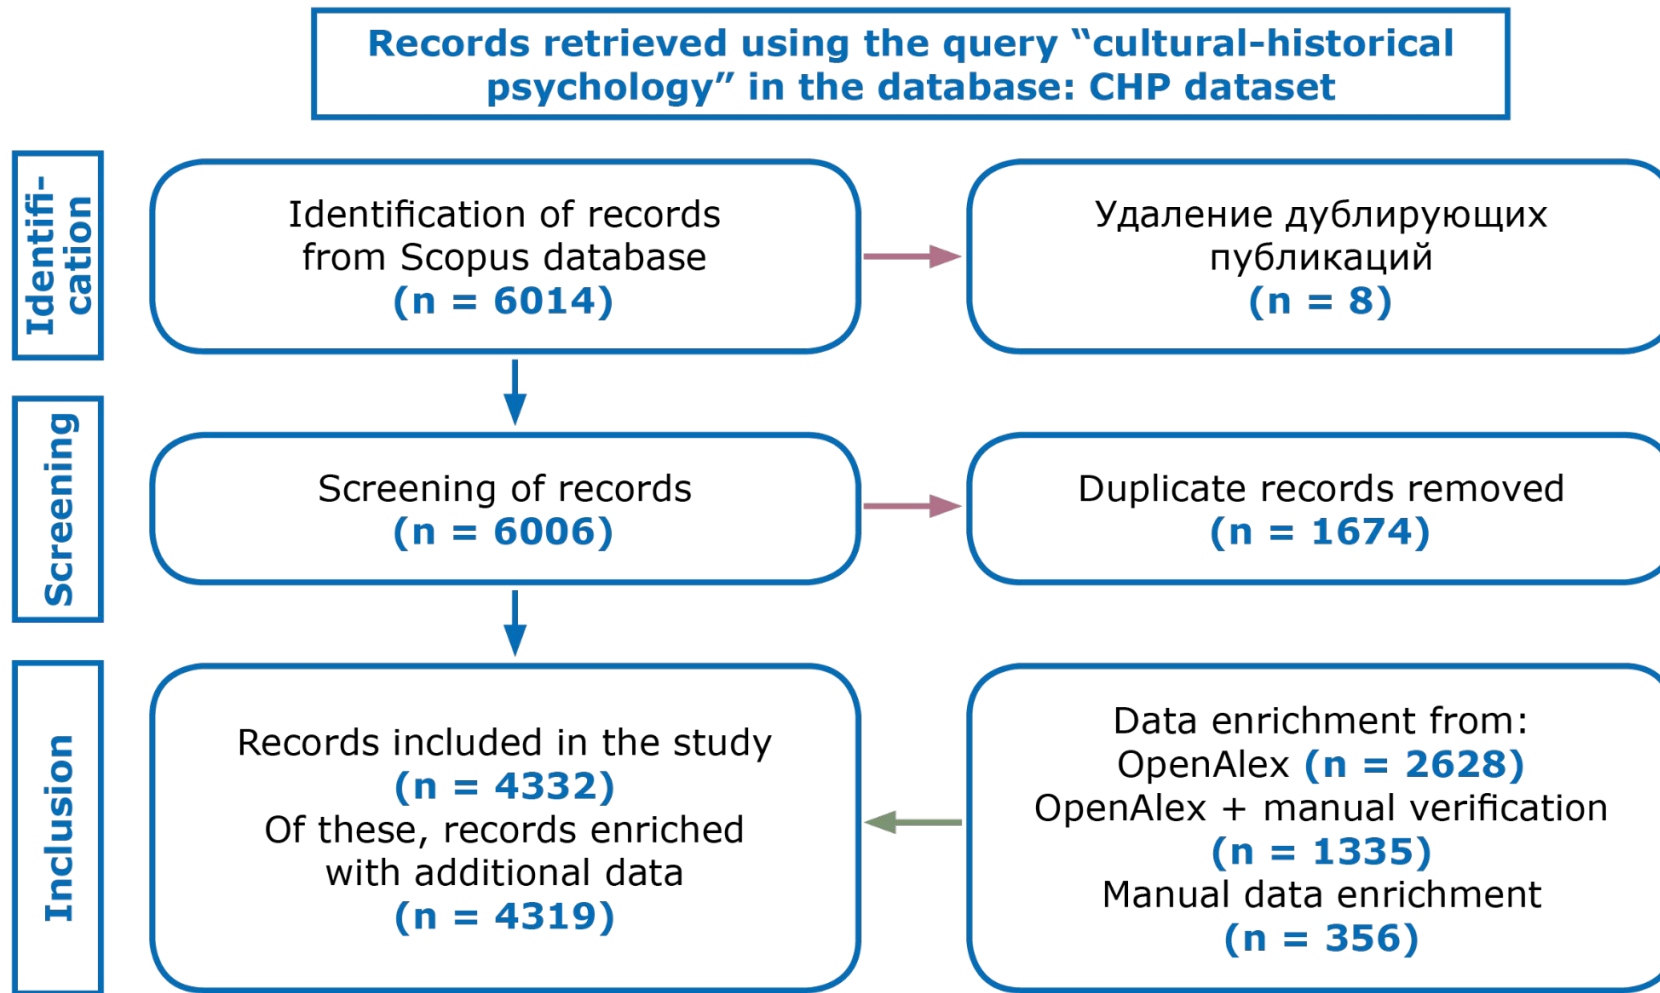 Records retrieved using the query “cultural-historical
psychology” in the database: CHP dataset
Identifi-
cation
Identification of records
from Scopus database
(n = 6014)
Удаление дублирующих
публикаций
(n = 8)
Screening
Screening of records
(n = 6006)
Duplicate records removed
(n = 1674)
Inclusion
Records included in the study
(n = 4332)
Of these, records enriched
with additional data
(n = 4319)
Data enrichment from:
OpenAlex (n = 2628)
OpenAlex + manual verification
(n = 1335)
Manual data enrichment
(n = 356)